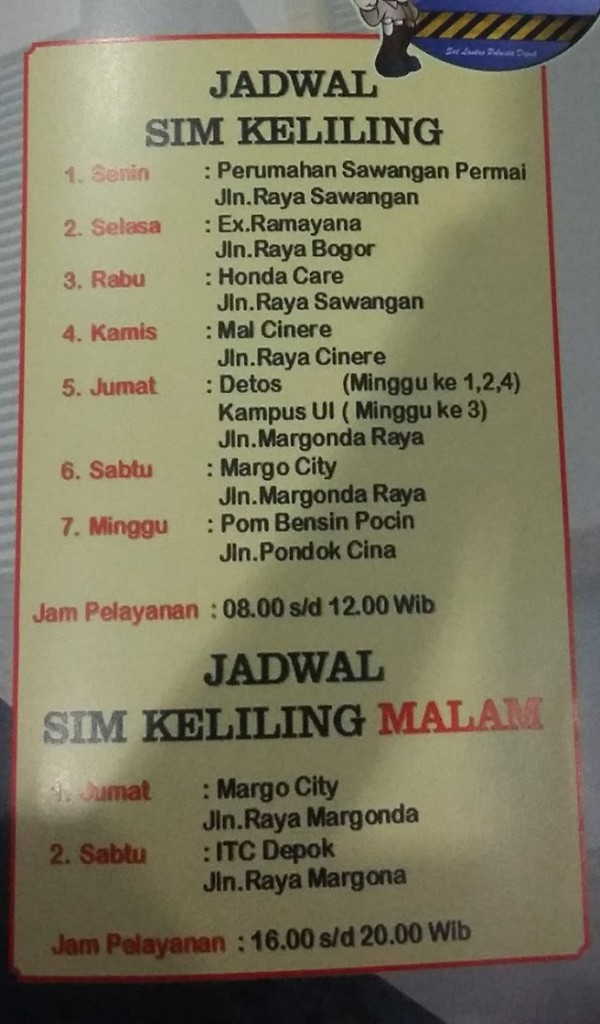 Sat Lantas Polresta Depok
JADWAL
SIM KELILING
1. Senin : Perumahan Sawangan Permai
Jln.Raya Sawangan
2. Selasa : Ex.Ramayana
Jln.Raya Bogor
3. Rabu : Honda Care
Jln.Raya Sawangan
4. Kamis : Mal Cinere
Jln.Raya Cinere
5. Jumat : Detos (Minggu ke 1,2,4)
Kampus UI ( Minggu ke 3)
Jln.Margonda Raya
6. Sabtu : Margo City
Jln.Margonda Raya
7. Minggu : Pom Bensin Pocin
Jln.Pondok Cina
Jam Pelayanan : 08.00 s/d 12.00 Wib
JADWAL
SIM KELILING MALAM
1. Jumat : Margo City
Jln.Raya Margonda
2. Sabtu : ITC Depok
Jln.Raya Margona
Jam Pelayanan : 16.00 s/d 20.00 Wib